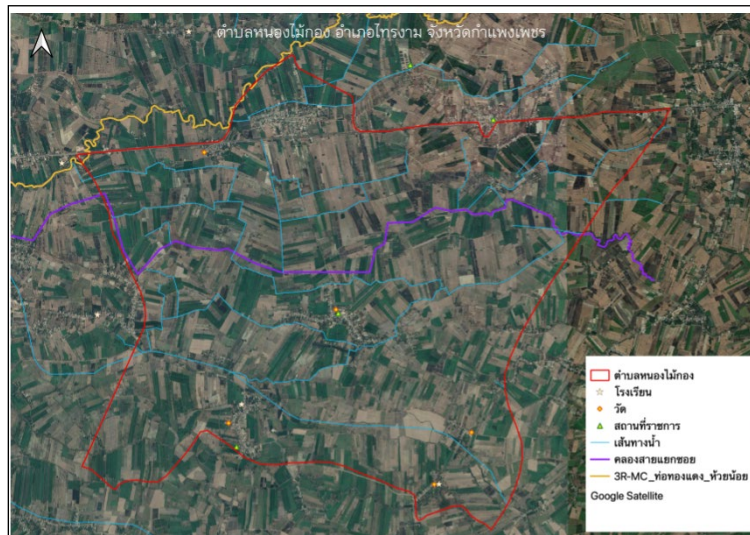 ตำบลหนองไม้กอง อำเภอไทรงาม จังหวัดกำแพงเพชร
ตำบลหนองไม้กอง
โรงเรียน
วัด
สถานที่ราชการ
เส้นทางน้ำ
คลองสายแยกซอย
3R-MC_ท่อทองแดง_ห้วยน้อย
Google Satellite